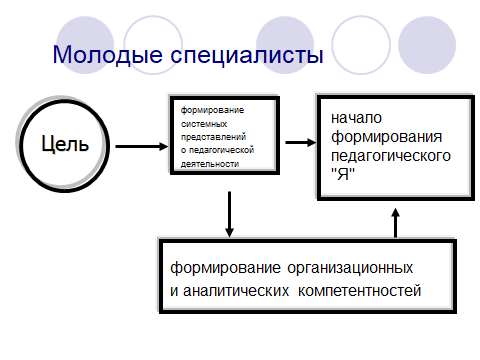 Молодые специалисты
Цель
формирование
системных
представлений
о педагогической
деятельности
начало
формирования
педагогического
"Я"
формирование организационных
и аналитических компетентностей